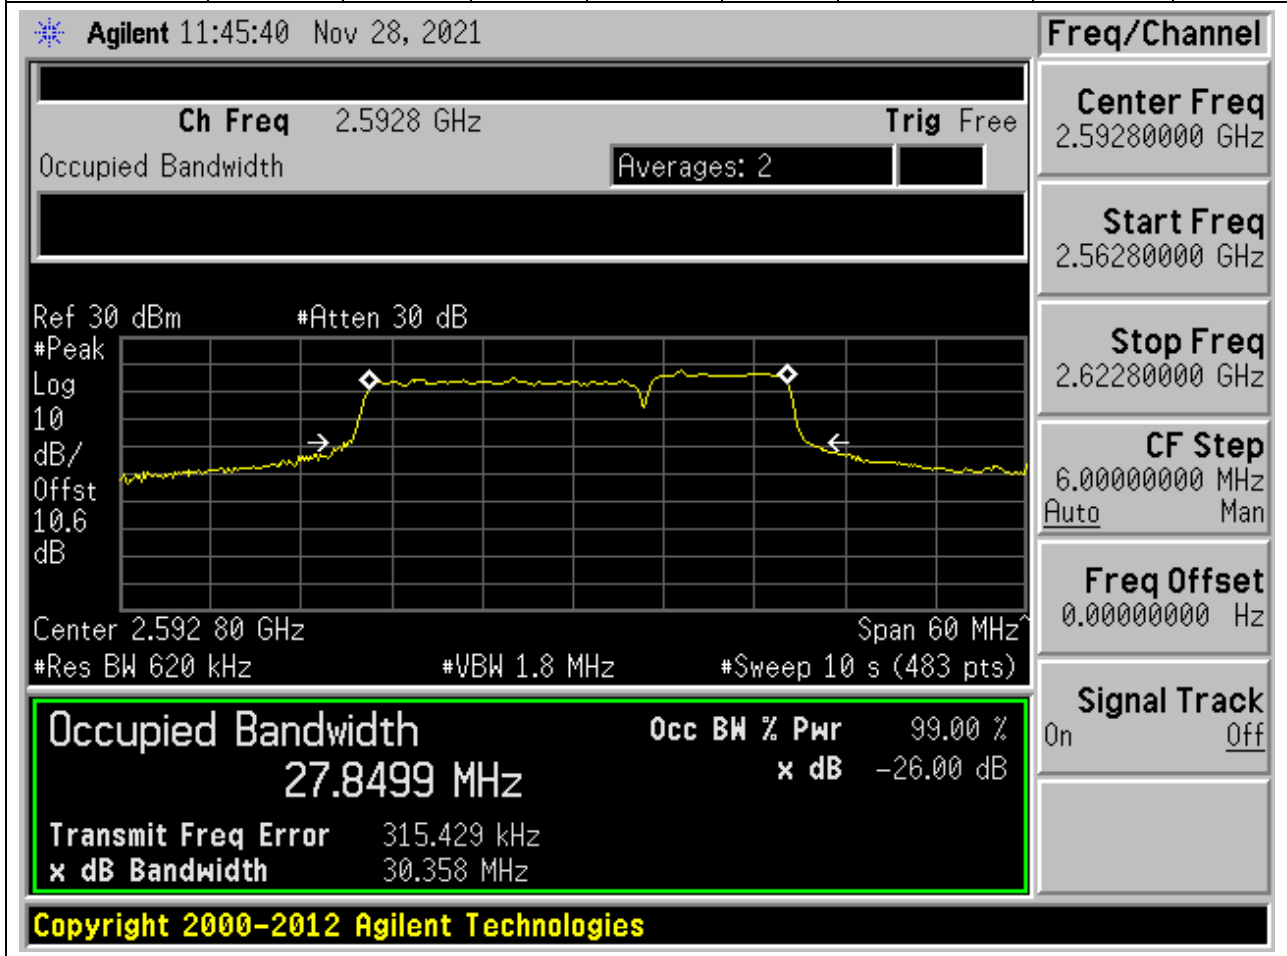 Agilent 11:45:40 Nov 28, 2021
Freq/Channel
Ch Freq 2.5928 GHz Trig Free
Occupied Bandwidth Averages: 2
Center Freq
2.59280000 GHz
Start Freq
2.56280000 GHz
Stop Freq
2.62280000 GHz
CF Step
6.00000000 MHz
Auto Man
Freq Offset
0.00000000 Hz
Signal Track
On Off
Ref 30 dBm #Atten 30 dB
#Peak
Log
10
dB/
Offst
10.6
dB
Center 2.592 80 GHz Span 60 MHz^
#Res BW 620 kHz #VBW 1.8 MHz #Sweep 10 s (483 pts)
Occupied Bandwidth Occ BW % Pwr 99.00 %
27.8499 MHz x dB -26.00 dB
Transmit Freq Error 315.429 kHz
x dB Bandwidth 30.358 MHz
Copyright 2000-2012 Agilent Technologies